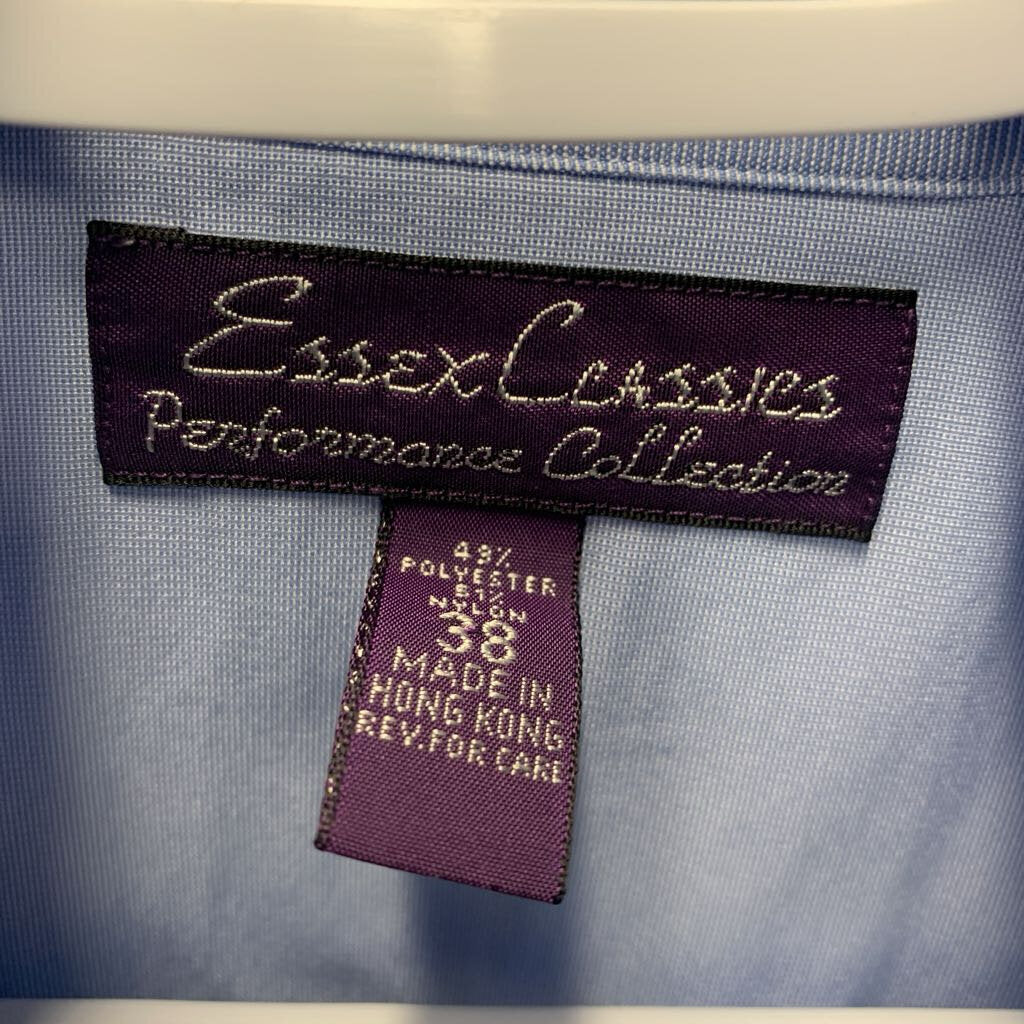 Essex Classics
Performance Collection
49%
POLYESTER
51%
NYLON
38
MADE IN
HONG KONG
REV.FOR CARE